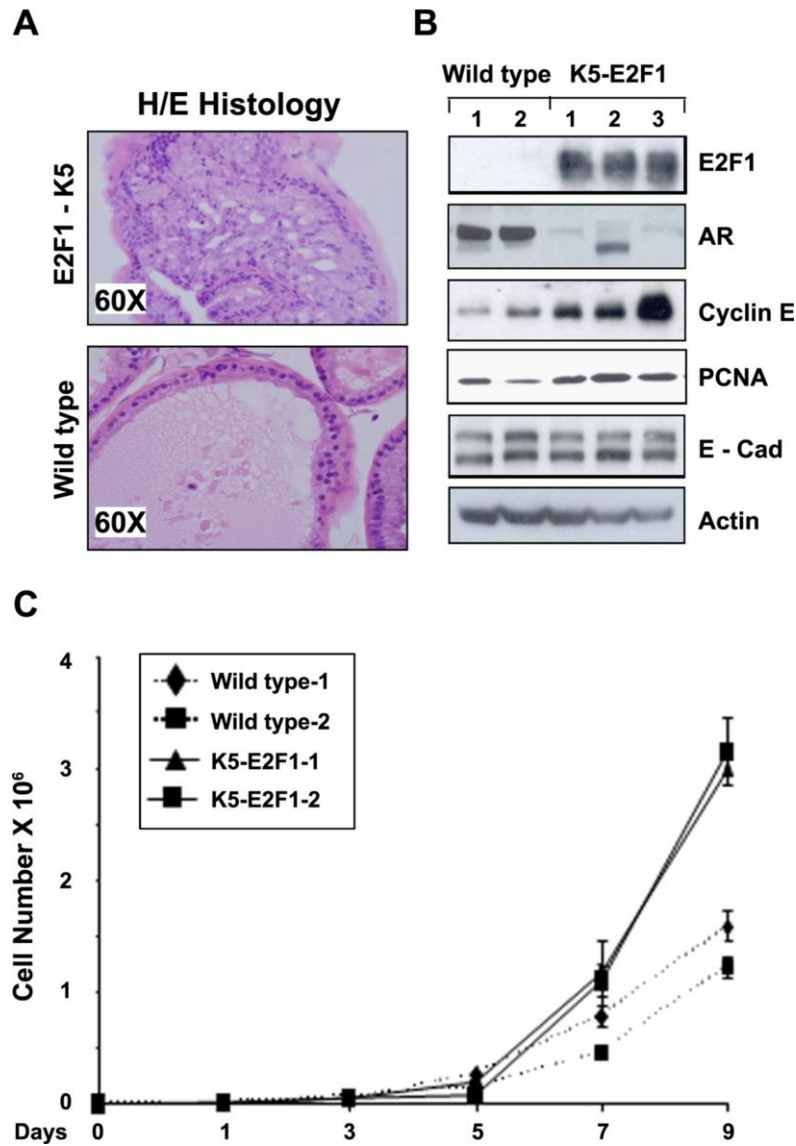 A
H/E Histology
E2F1 - K5
60X
Wild type
60X
B
Wild type K5-E2F1
1 2 1 2 3
E2F1
AR
Cyclin E
PCNA
E - Cad
Actin
C
Cell Number X 10⁶
4
3
2
1
0
Wild type-1
Wild type-2
K5-E2F1-1
K5-E2F1-2
Days 0 1 3 5 7 9